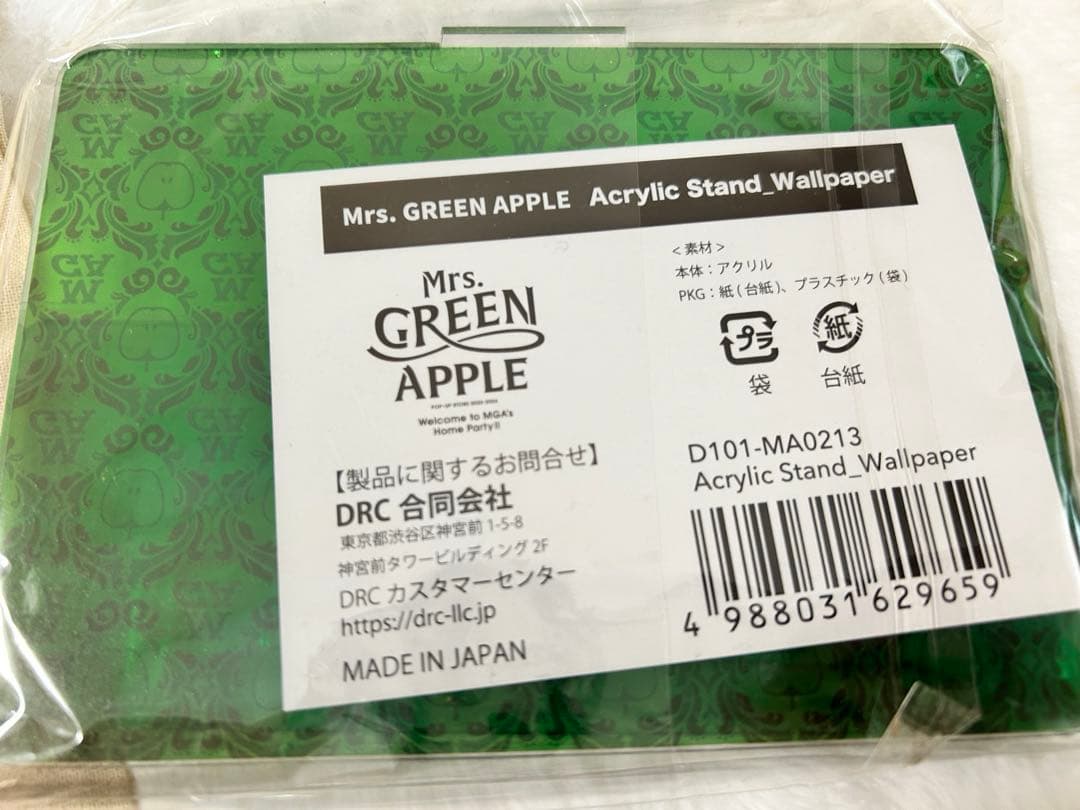 Mrs. GREEN APPLE Acrylic Stand_Wallpaper
Mrs.
GREEN
APPLE
Welcome to MGA's
Home Party!!
【製品に関するお問合せ】
DRC 合同会社
東京都渋谷区神宮前 1-5-8
神宮前タワービルディング 2F
DRC カスタマーセンター
https://drc-llc.jp
MADE IN JAPAN
<素材>
本体:アクリル
PKG:紙(台紙)、プラスチック(袋)
プラ
袋
紙
台紙
D101-MA0213
Acrylic Stand_Wallpaper
4 988031 629659